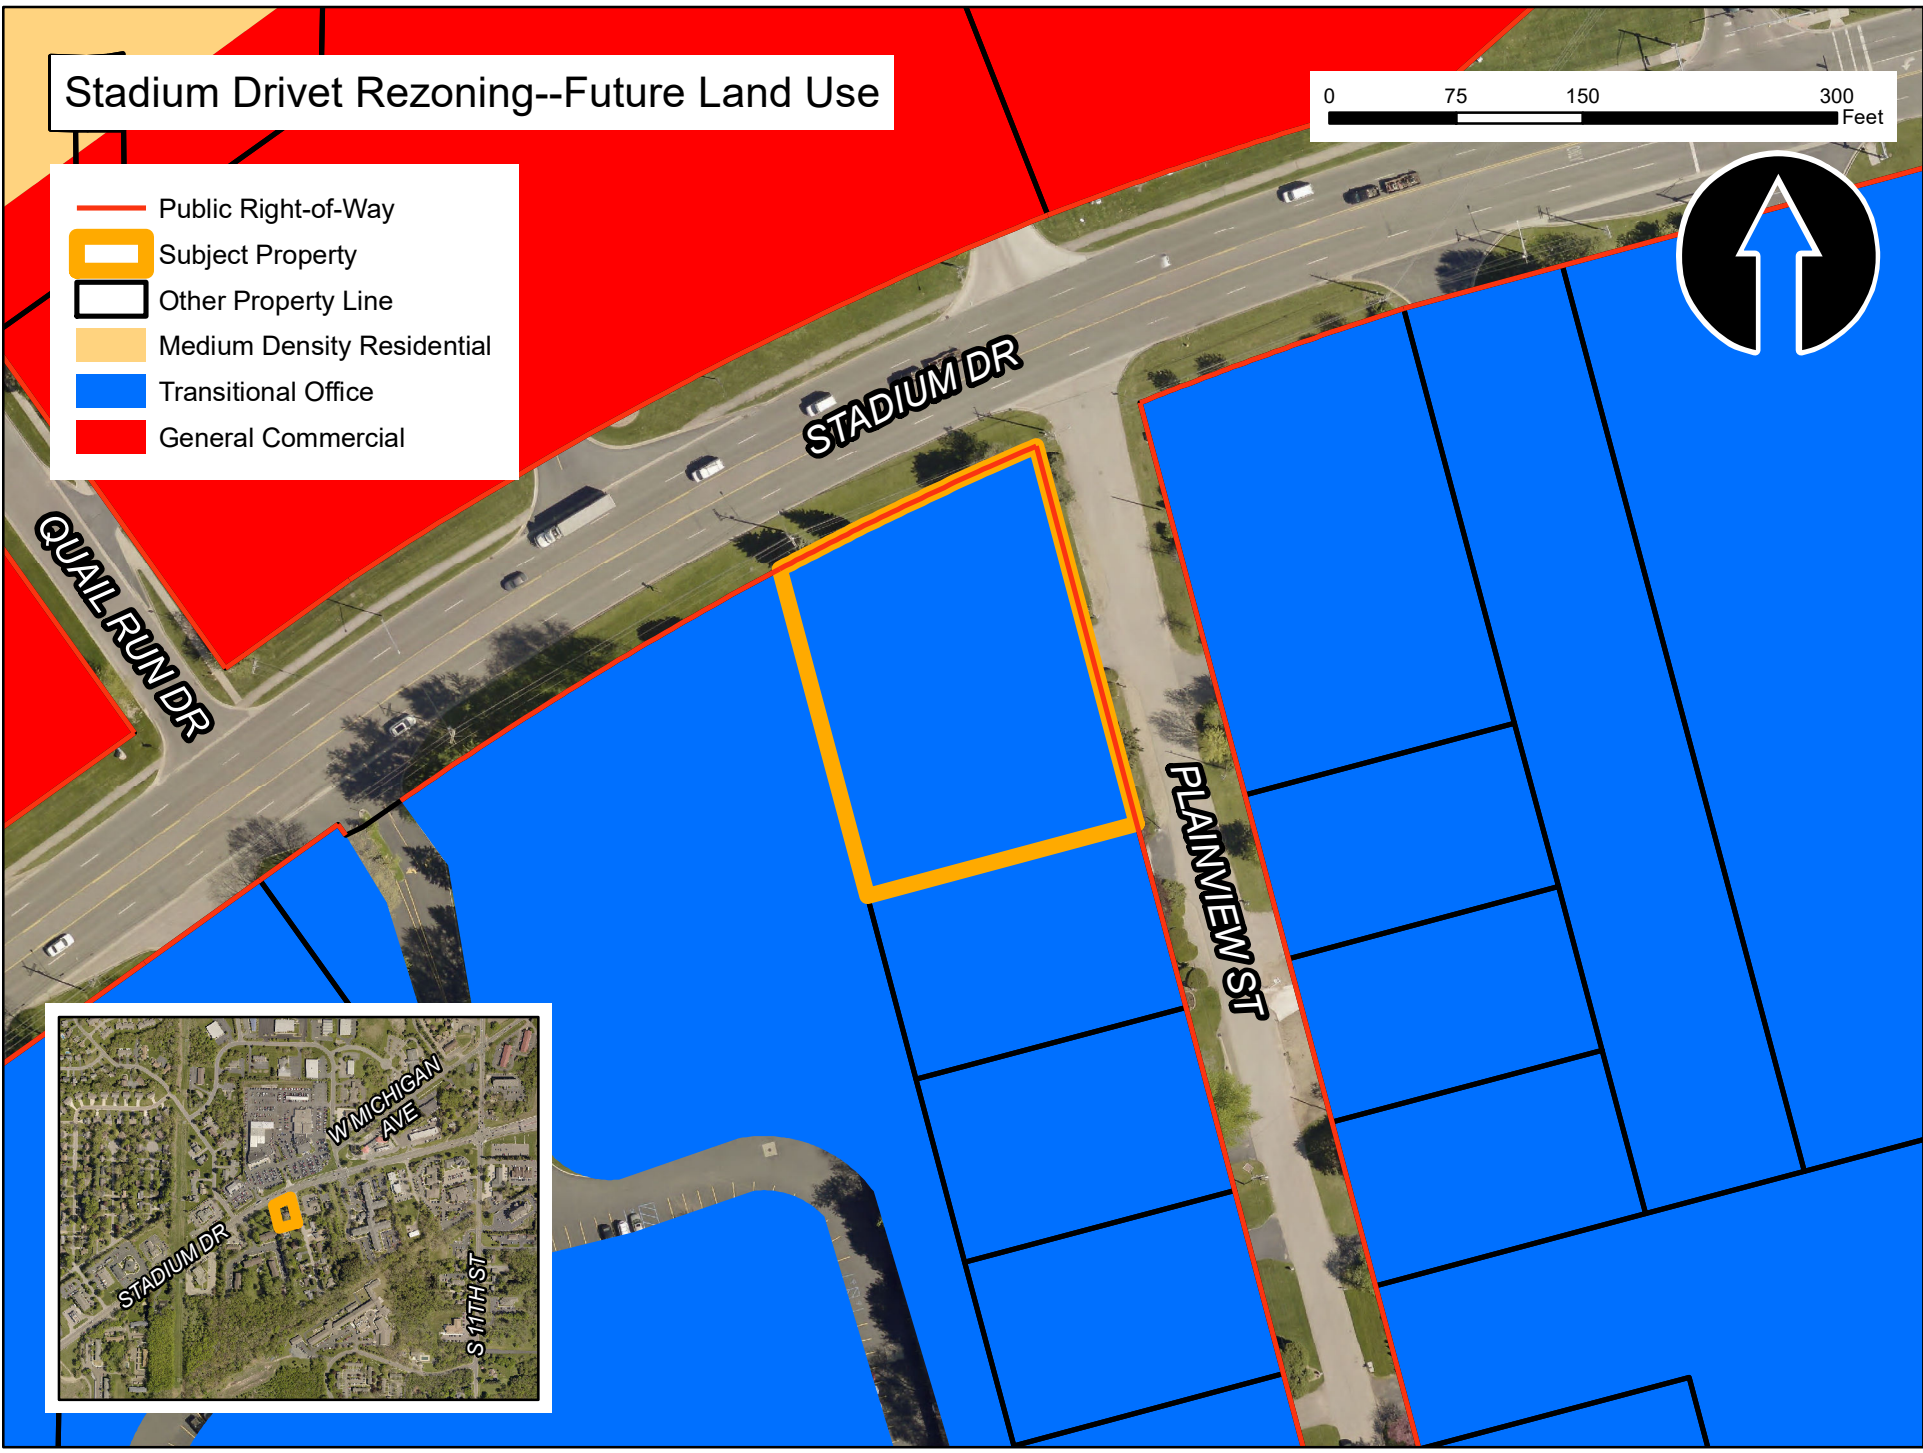 Stadium Drivet Rezoning--Future Land Use
0 75 150 300
Feet
Public Right-of-Way
Subject Property
Other Property Line
Medium Density Residential
Transitional Office
General Commercial
STADIUM DR
QUAIL RUN DR
PLAINVIEW ST
W MICHIGAN
AVE
STADIUM DR
S 11TH ST